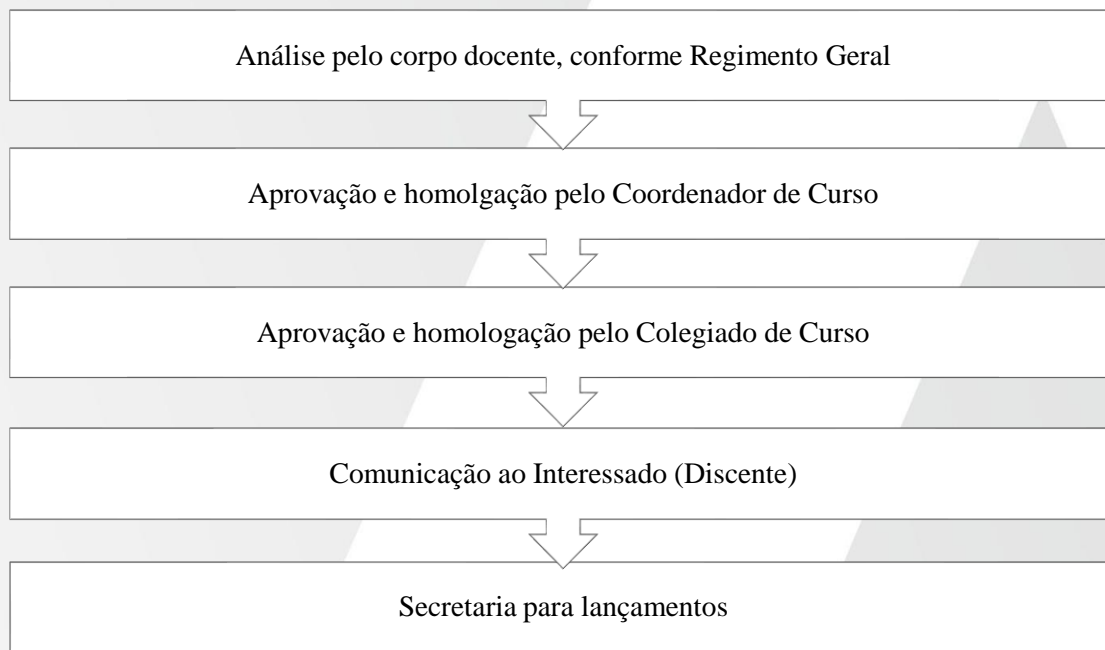 Análise pelo corpo docente, conforme Regimento Geral
Aprovação e homolgação pelo Coordenador de Curso
Aprovação e homologação pelo Colegiado de Curso
Comunicação ao Interessado (Discente)
Secretaria para lançamentos